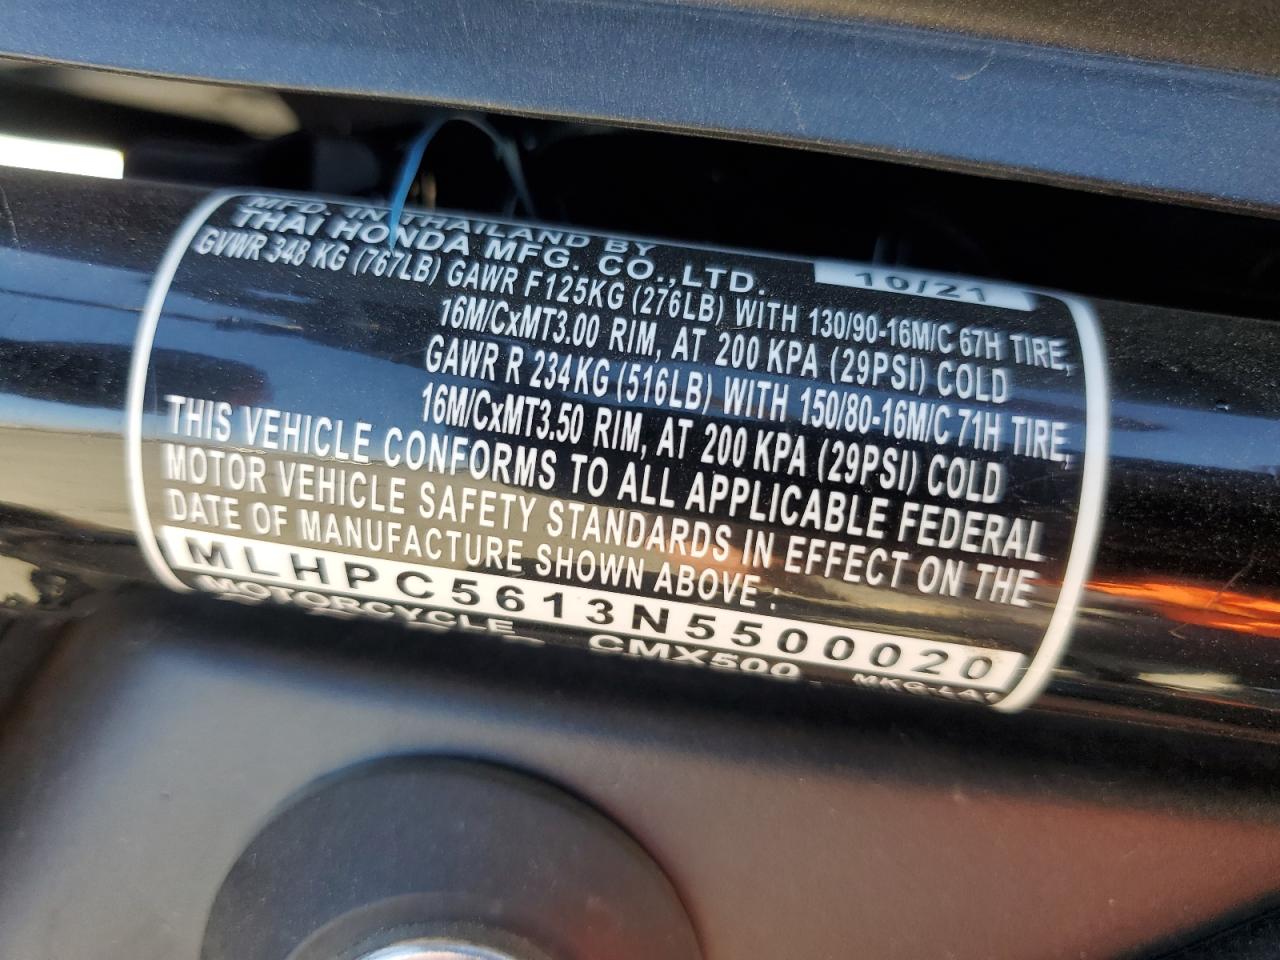 MFD. IN THAILAND BY
THAI HONDA MFG. CO.,LTD. 10/21
GVWR 348 KG (767LB) GAWR F 125KG (276LB) WITH 130/90-16M/C 67H TIRE,
16M/CxMT3.00 RIM, AT 200 KPA (29PSI) COLD
GAWR R 234KG (516LB) WITH 150/80-16M/C 71H TIRE,
16M/CxMT3.50 RIM, AT 200 KPA (29PSI) COLD
THIS VEHICLE CONFORMS TO ALL APPLICABLE FEDERAL
MOTOR VEHICLE SAFETY STANDARDS IN EFFECT ON THE
DATE OF MANUFACTURE SHOWN ABOVE :
MLHPC5613N5500020
MOTORCYCLE CMX500 MKG-LA1